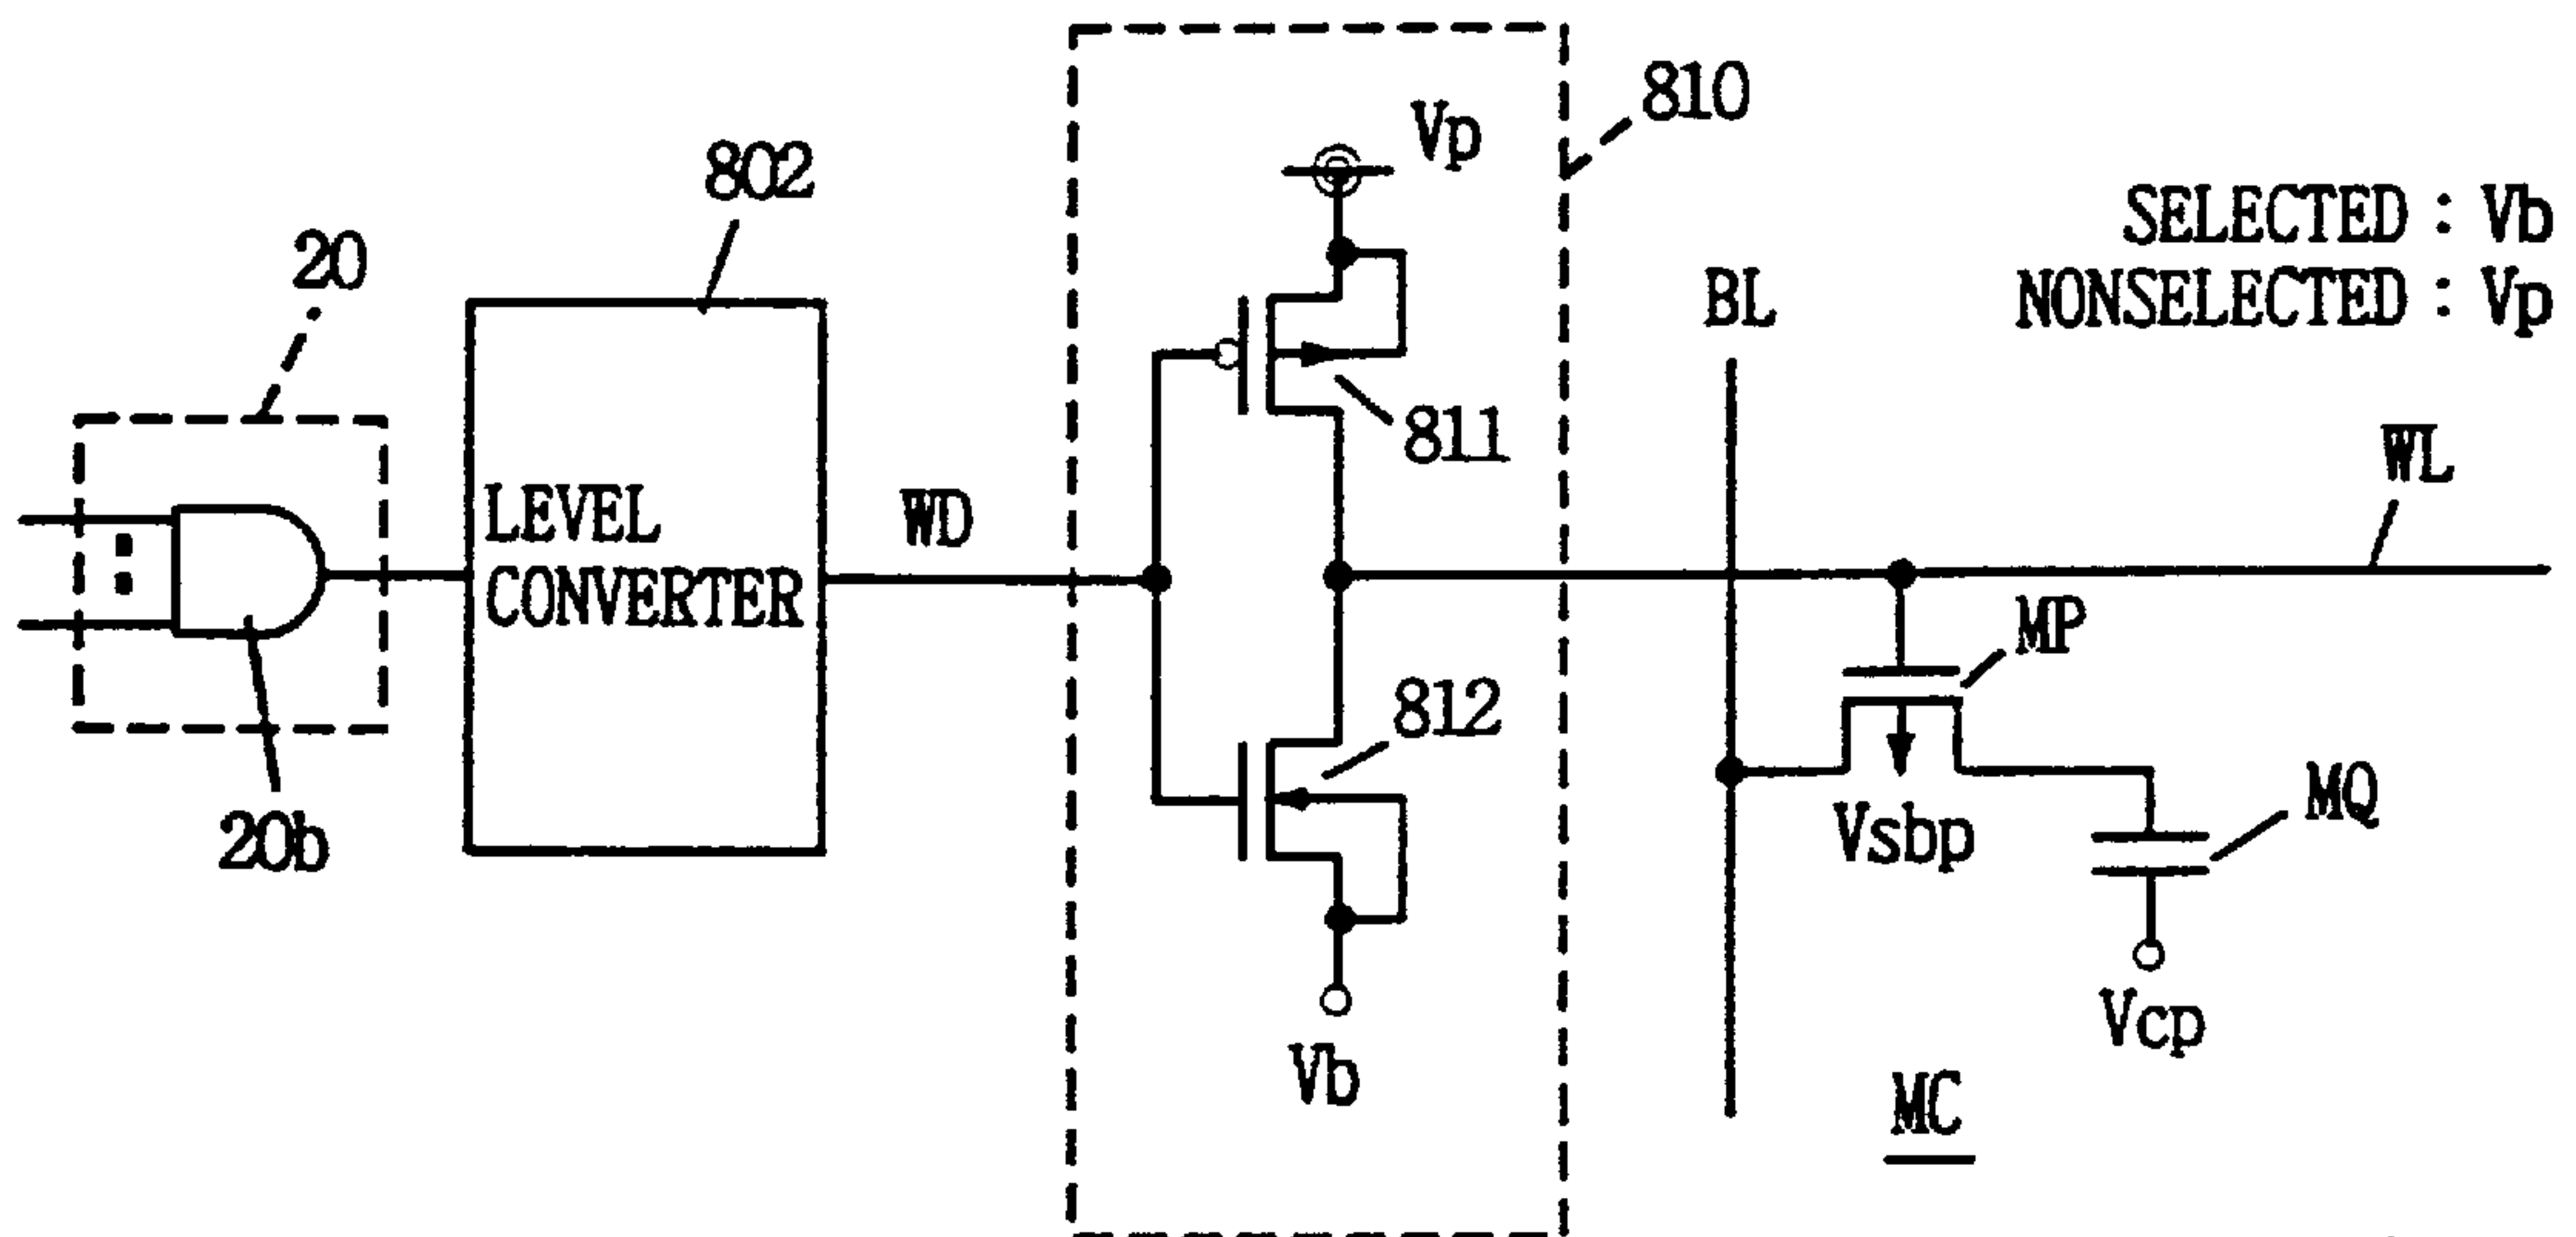 810
Vp
802
SELECTED : Vb
NONSELECTED : Vp
20
BL
811
WL
LEVEL
CONVERTER
WD
MP
812
MQ
20b
Vsbp
Vcp
Vb
MC